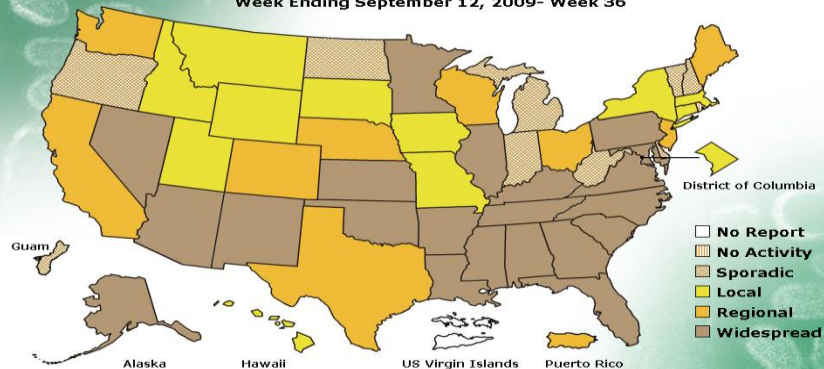 Week Ending September 12, 2009- Week 36
District of Columbia
Guam
No Report
No Activity
Sporadic
Local
Regional
Widespread
Alaska
Hawaii
US Virgin Islands
Puerto Rico